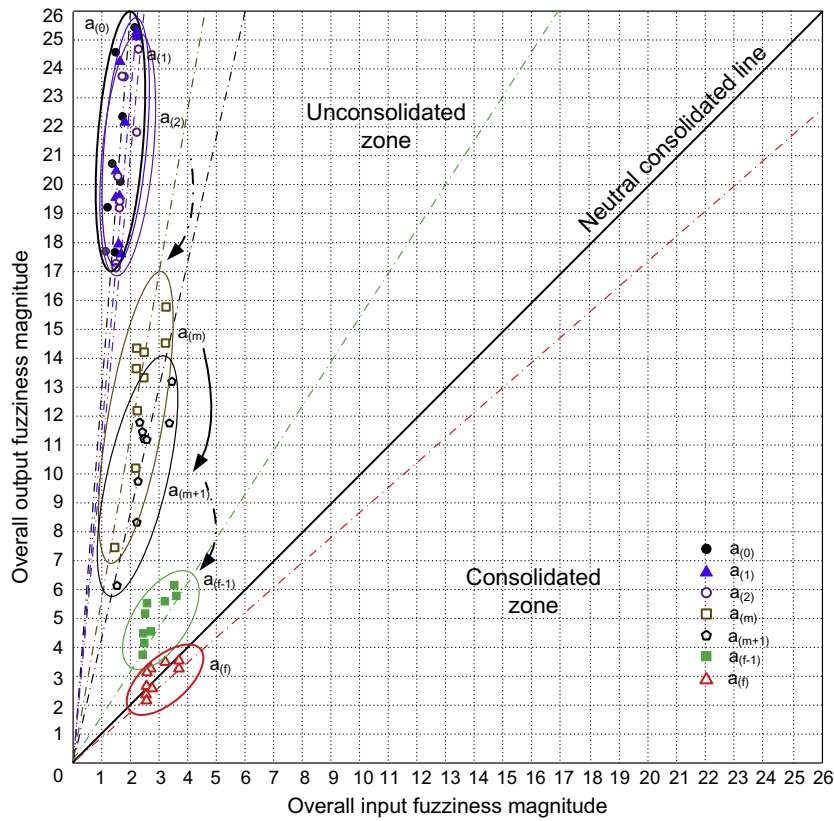 26
25
24
23
22
21
20
19
18
17
16
15
14
13
12
11
10
9
8
7
6
5
4
3
2
1
0
1 2 3 4 5 6 7 8 9 10 11 12 13 14 15 16 17 18 19 20 21 22 23 24 25 26
Overall output fuzziness magnitude
Overall input fuzziness magnitude
a(0)
a(1)
a(2)
a(m)
a(m+1)
a(f-1)
a(f)
Unconsolidated
zone
Neutral consolidated line
Consolidated
zone
a(0)
a(1)
a(2)
a(m)
a(m+1)
a(f-1)
a(f)